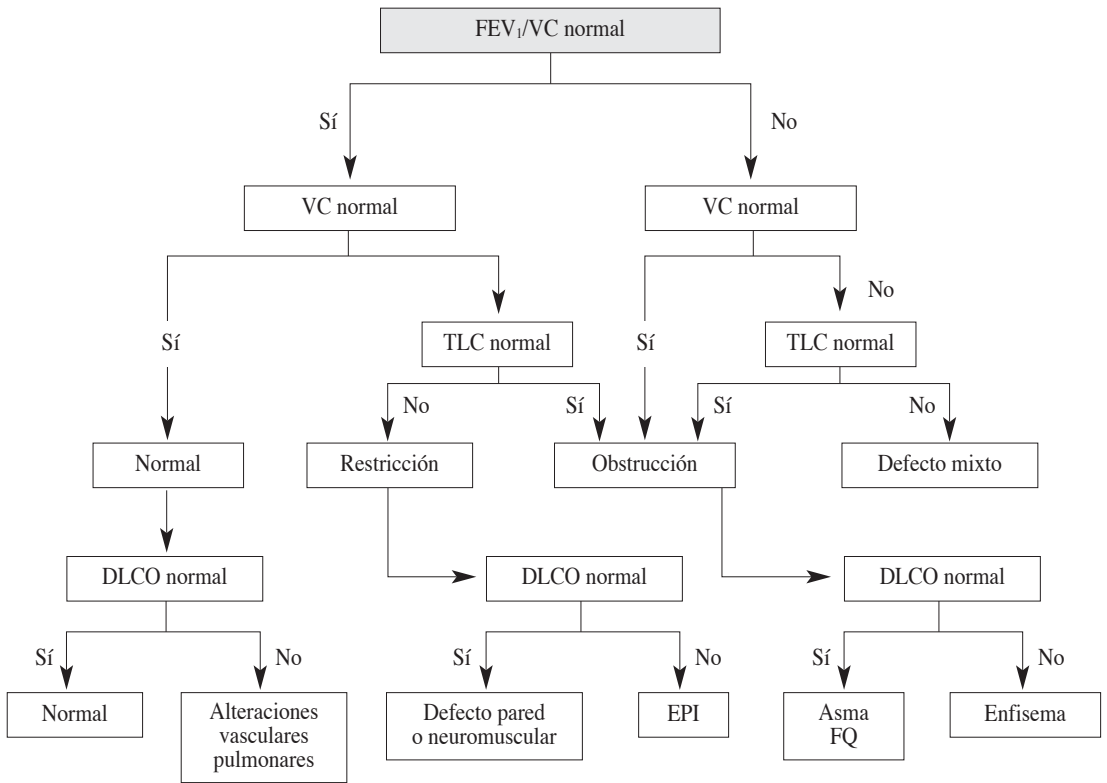 FEV₁/VC normal
Sí
No
VC normal
VC normal
No
Sí
TLC normal
Sí
TLC normal
No
Sí
Sí
No
Normal
Restricción
Obstrucción
Defecto mixto
DLCO normal
DLCO normal
DLCO normal
Sí
No
Sí
No
Sí
No
Normal
Alteraciones
vasculares
pulmonares
Defecto pared
o neuromuscular
EPI
Asma
FQ
Enfisema